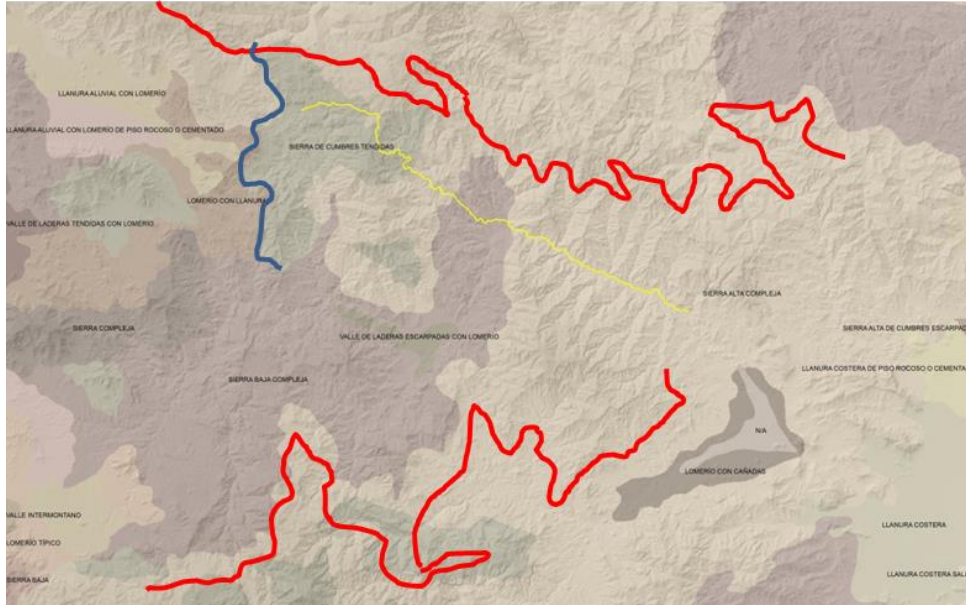 LLANURA ALUVIAL CON LOMERÍO
LLANURA ALUVIAL CON LOMERÍO DE PISO ROCOSO O CEMENTADO
SIERRA DE CUMBRES TENDIDAS
LOMERÍO CON LLANURA
VALLE DE LADERAS TENDIDAS CON LOMERÍO
SIERRA ALTA COMPLEJA
SIERRA COMPLEJA
SIERRA ALTA DE CUMBRES ESCARPAD
VALLE DE LADERAS ESCARPADAS CON LOMERÍO
LLANURA COSTERA DE PISO ROCOSO O CEMENTA
SIERRA BAJA COMPLEJA
N/A
LOMERÍO CON CAÑADAS
VALLE INTERMONTANO
LLANURA COSTERA
LOMERÍO TÍPICO
LLANURA COSTERA SAL
SIERRA BAJA